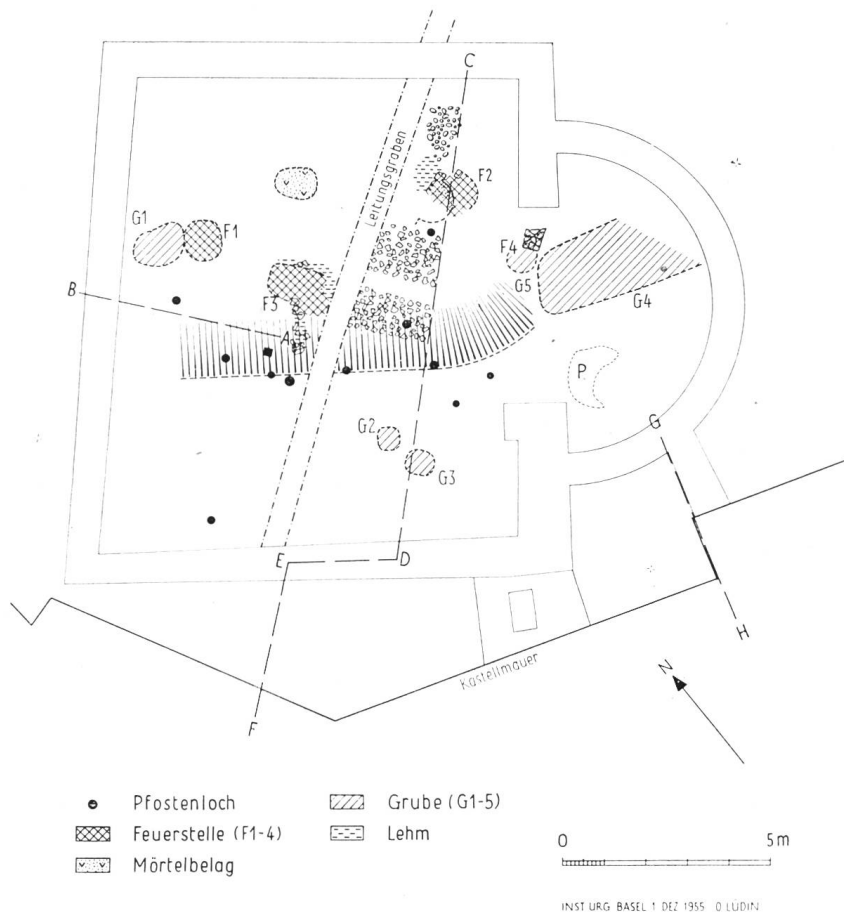 C
Leitungsgraben
F2
G1
F1
F4
G5
G4
B
F3
A
P
G2
G3
G
E
D
H
Kastellmauer
N
F
Pfostenloch
Feuerstelle (F1-4)
Mörtelbelag
Grube (G1-5)
Lehm
0 5m
INST URG BASEL 1 DEZ 1955 O LÜDIN